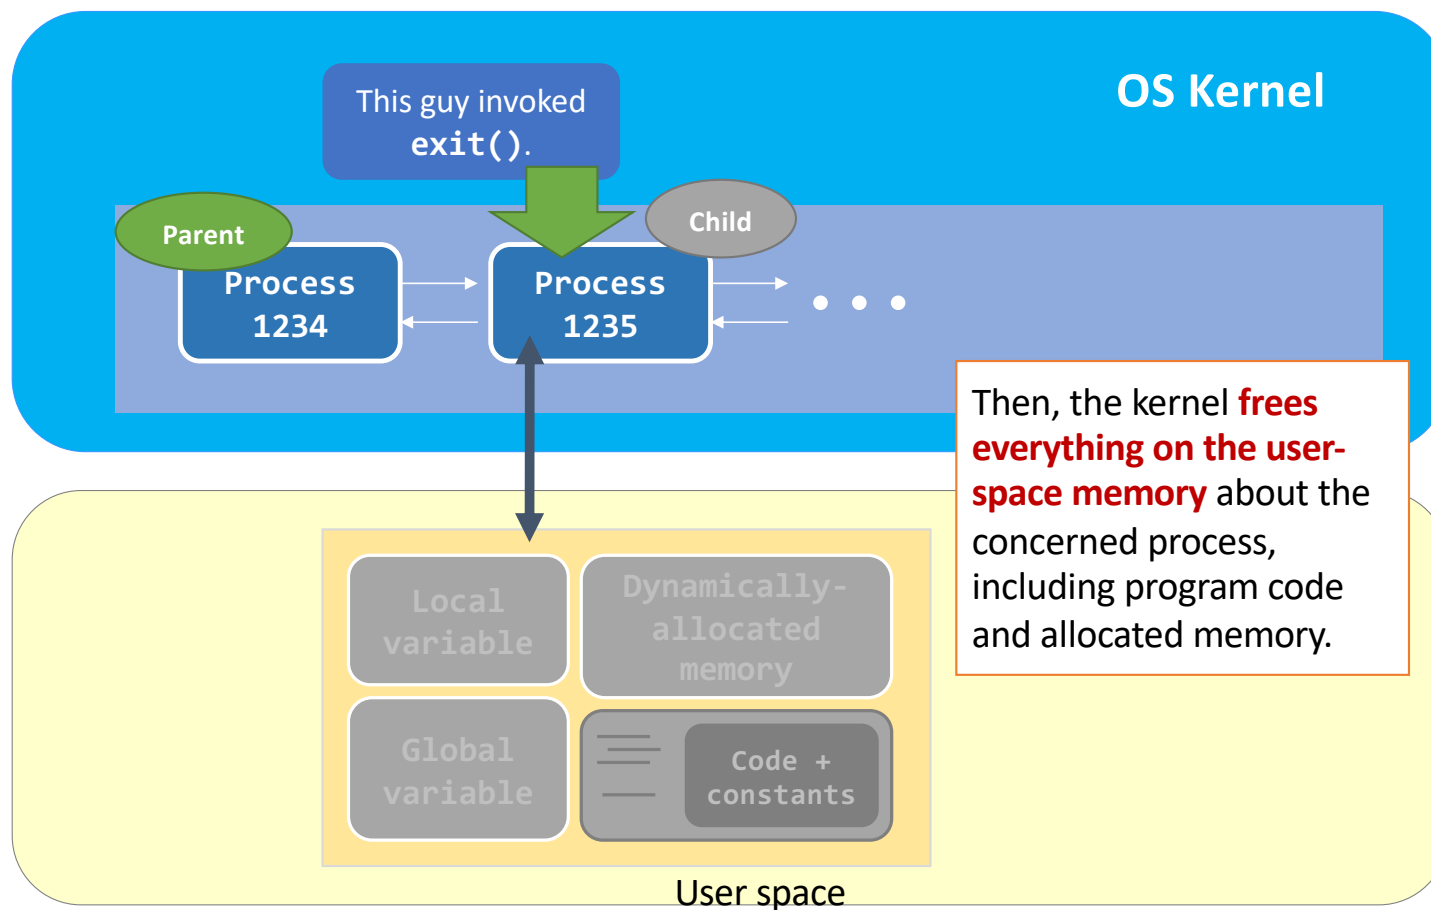 OS Kernel
This guy invoked
exit().
Parent
Child
Process
1234
Process
1235
Then, the kernel frees
everything on the user-
space memory about the
concerned process,
including program code
and allocated memory.
Local
variable
Dynamically-
allocated
memory
Global
variable
Code +
constants
User space